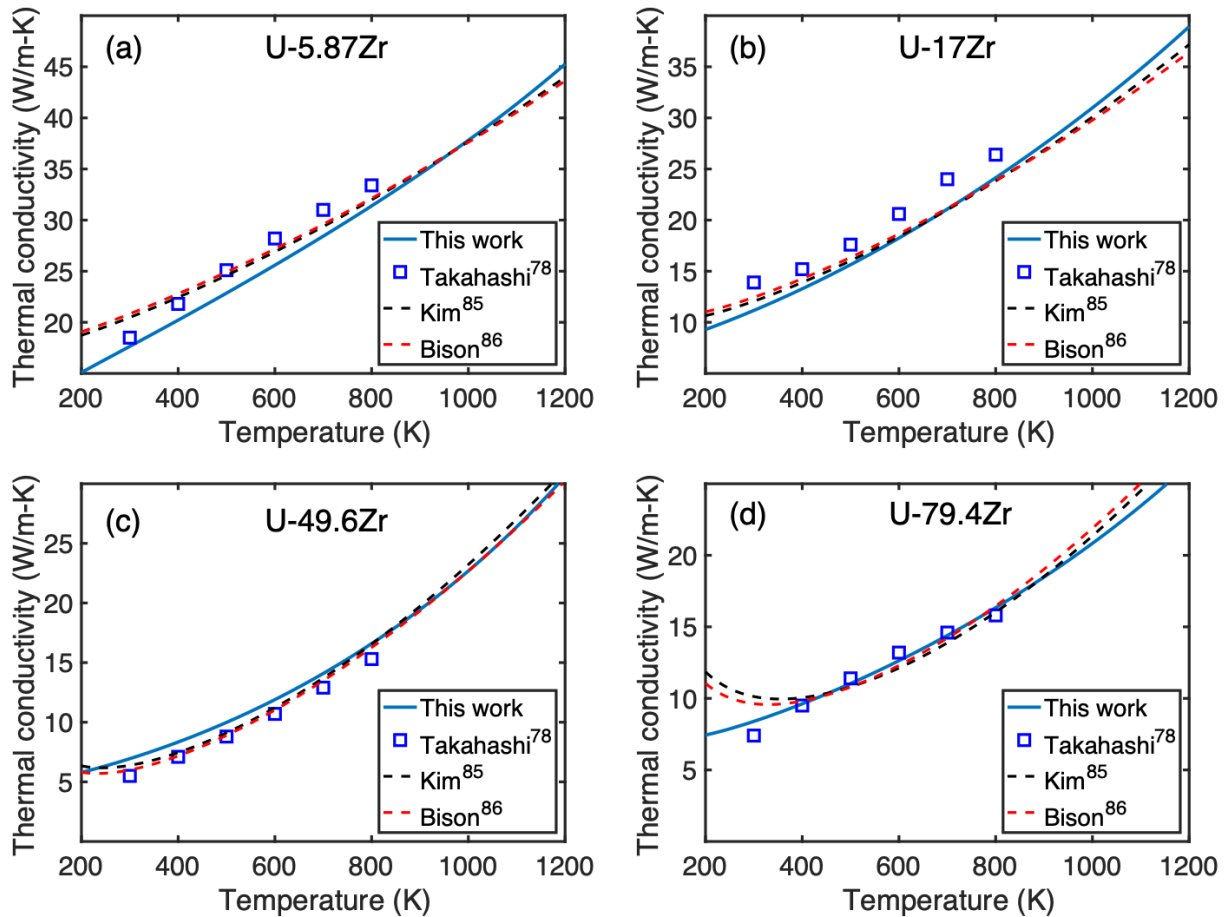 (a) U-5.87Zr
Thermal conductivity (W/m-K)
45
40
35
30
25
20
This work
Takahashi78
Kim85
Bison86
200 400 600 800 1000 1200
Temperature (K)
(b) U-17Zr
Thermal conductivity (W/m-K)
35
30
25
20
15
10
This work
Takahashi78
Kim85
Bison86
200 400 600 800 1000 1200
Temperature (K)
(c) U-49.6Zr
Thermal conductivity (W/m-K)
25
20
15
10
5
This work
Takahashi78
Kim85
Bison86
200 400 600 800 1000 1200
Temperature (K)
(d) U-79.4Zr
Thermal conductivity (W/m-K)
20
15
10
5
This work
Takahashi78
Kim85
Bison86
200 400 600 800 1000 1200
Temperature (K)